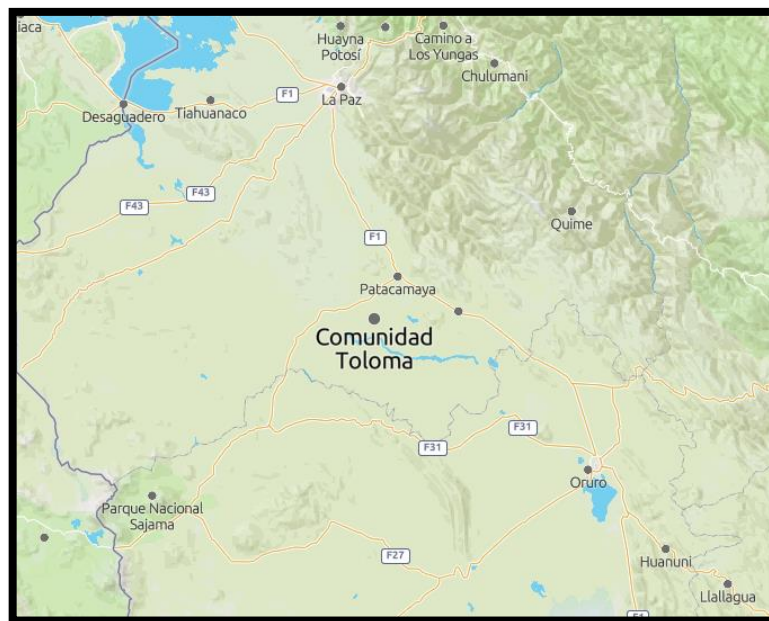 iaca
Huayna
Potosí
Camino a
Los Yungas
Chulumani
La Paz
F1
Desaguadero
Tiahuanaco
F43
F43
Quime
F1
Patacamaya
Comunidad
Toloma
F31
F31
Oruro
Parque Nacional
Sajama
F27
Huanuni
Llallagua
F1